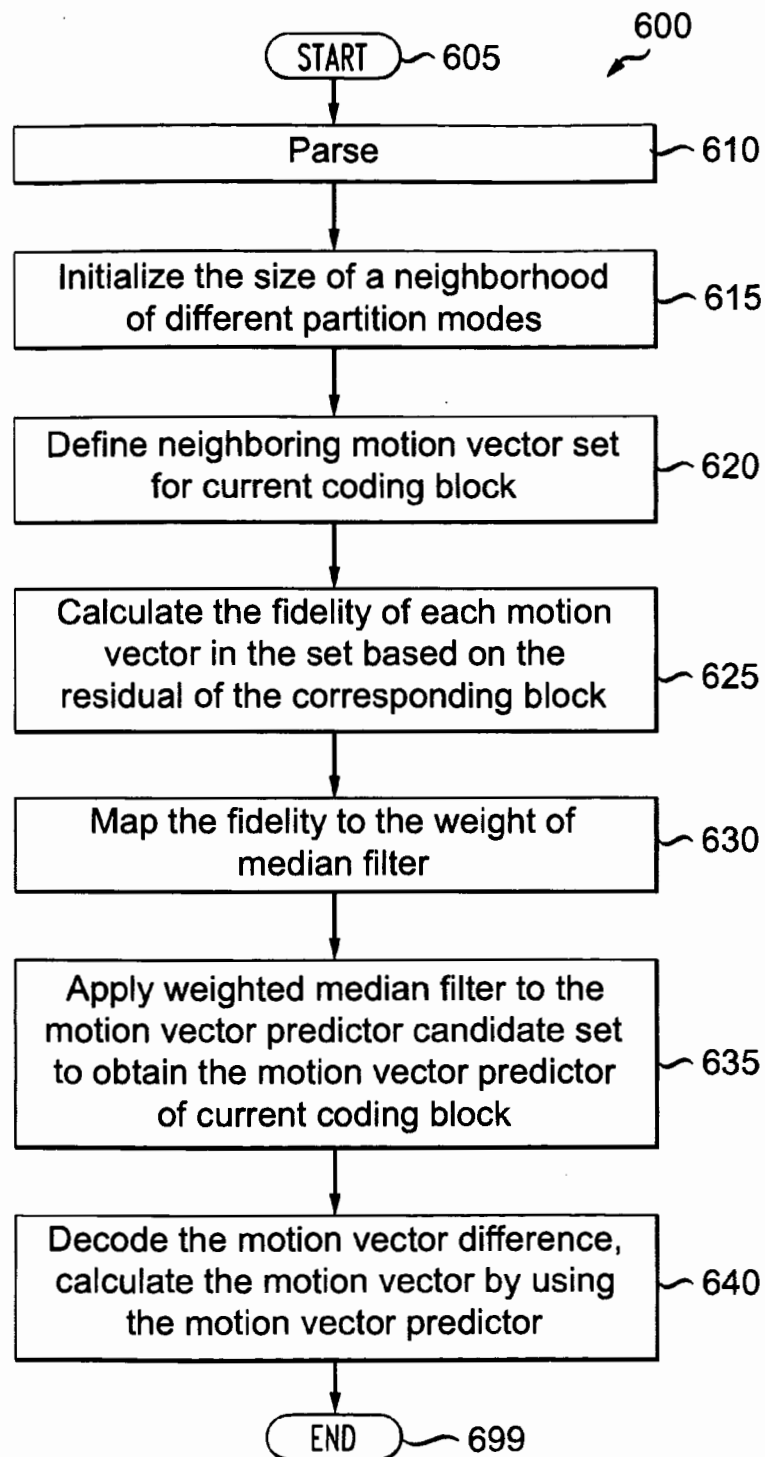 600
START 605
Parse 610
Initialize the size of a neighborhood
of different partition modes 615
Define neighboring motion vector set
for current coding block 620
Calculate the fidelity of each motion
vector in the set based on the
residual of the corresponding block 625
Map the fidelity to the weight of
median filter 630
Apply weighted median filter to the
motion vector predictor candidate set
to obtain the motion vector predictor
of current coding block 635
Decode the motion vector difference,
calculate the motion vector by using
the motion vector predictor 640
END 699